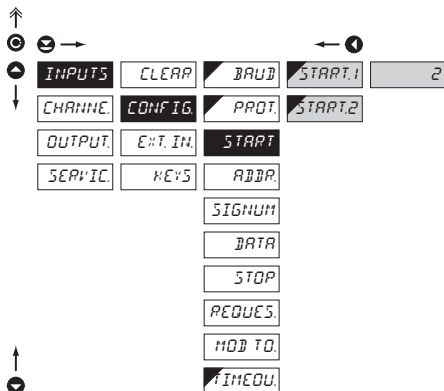 INPUTS CLEAR BAUD START.1 2
CHANNE. CONFIG. PROT. START.2
OUTPUT. EXT. IN. START
SERVIC. KEYS ADDR.
SIGNUM
DATA
STOP
REQUES.
MOD TO.
TIMEOU.